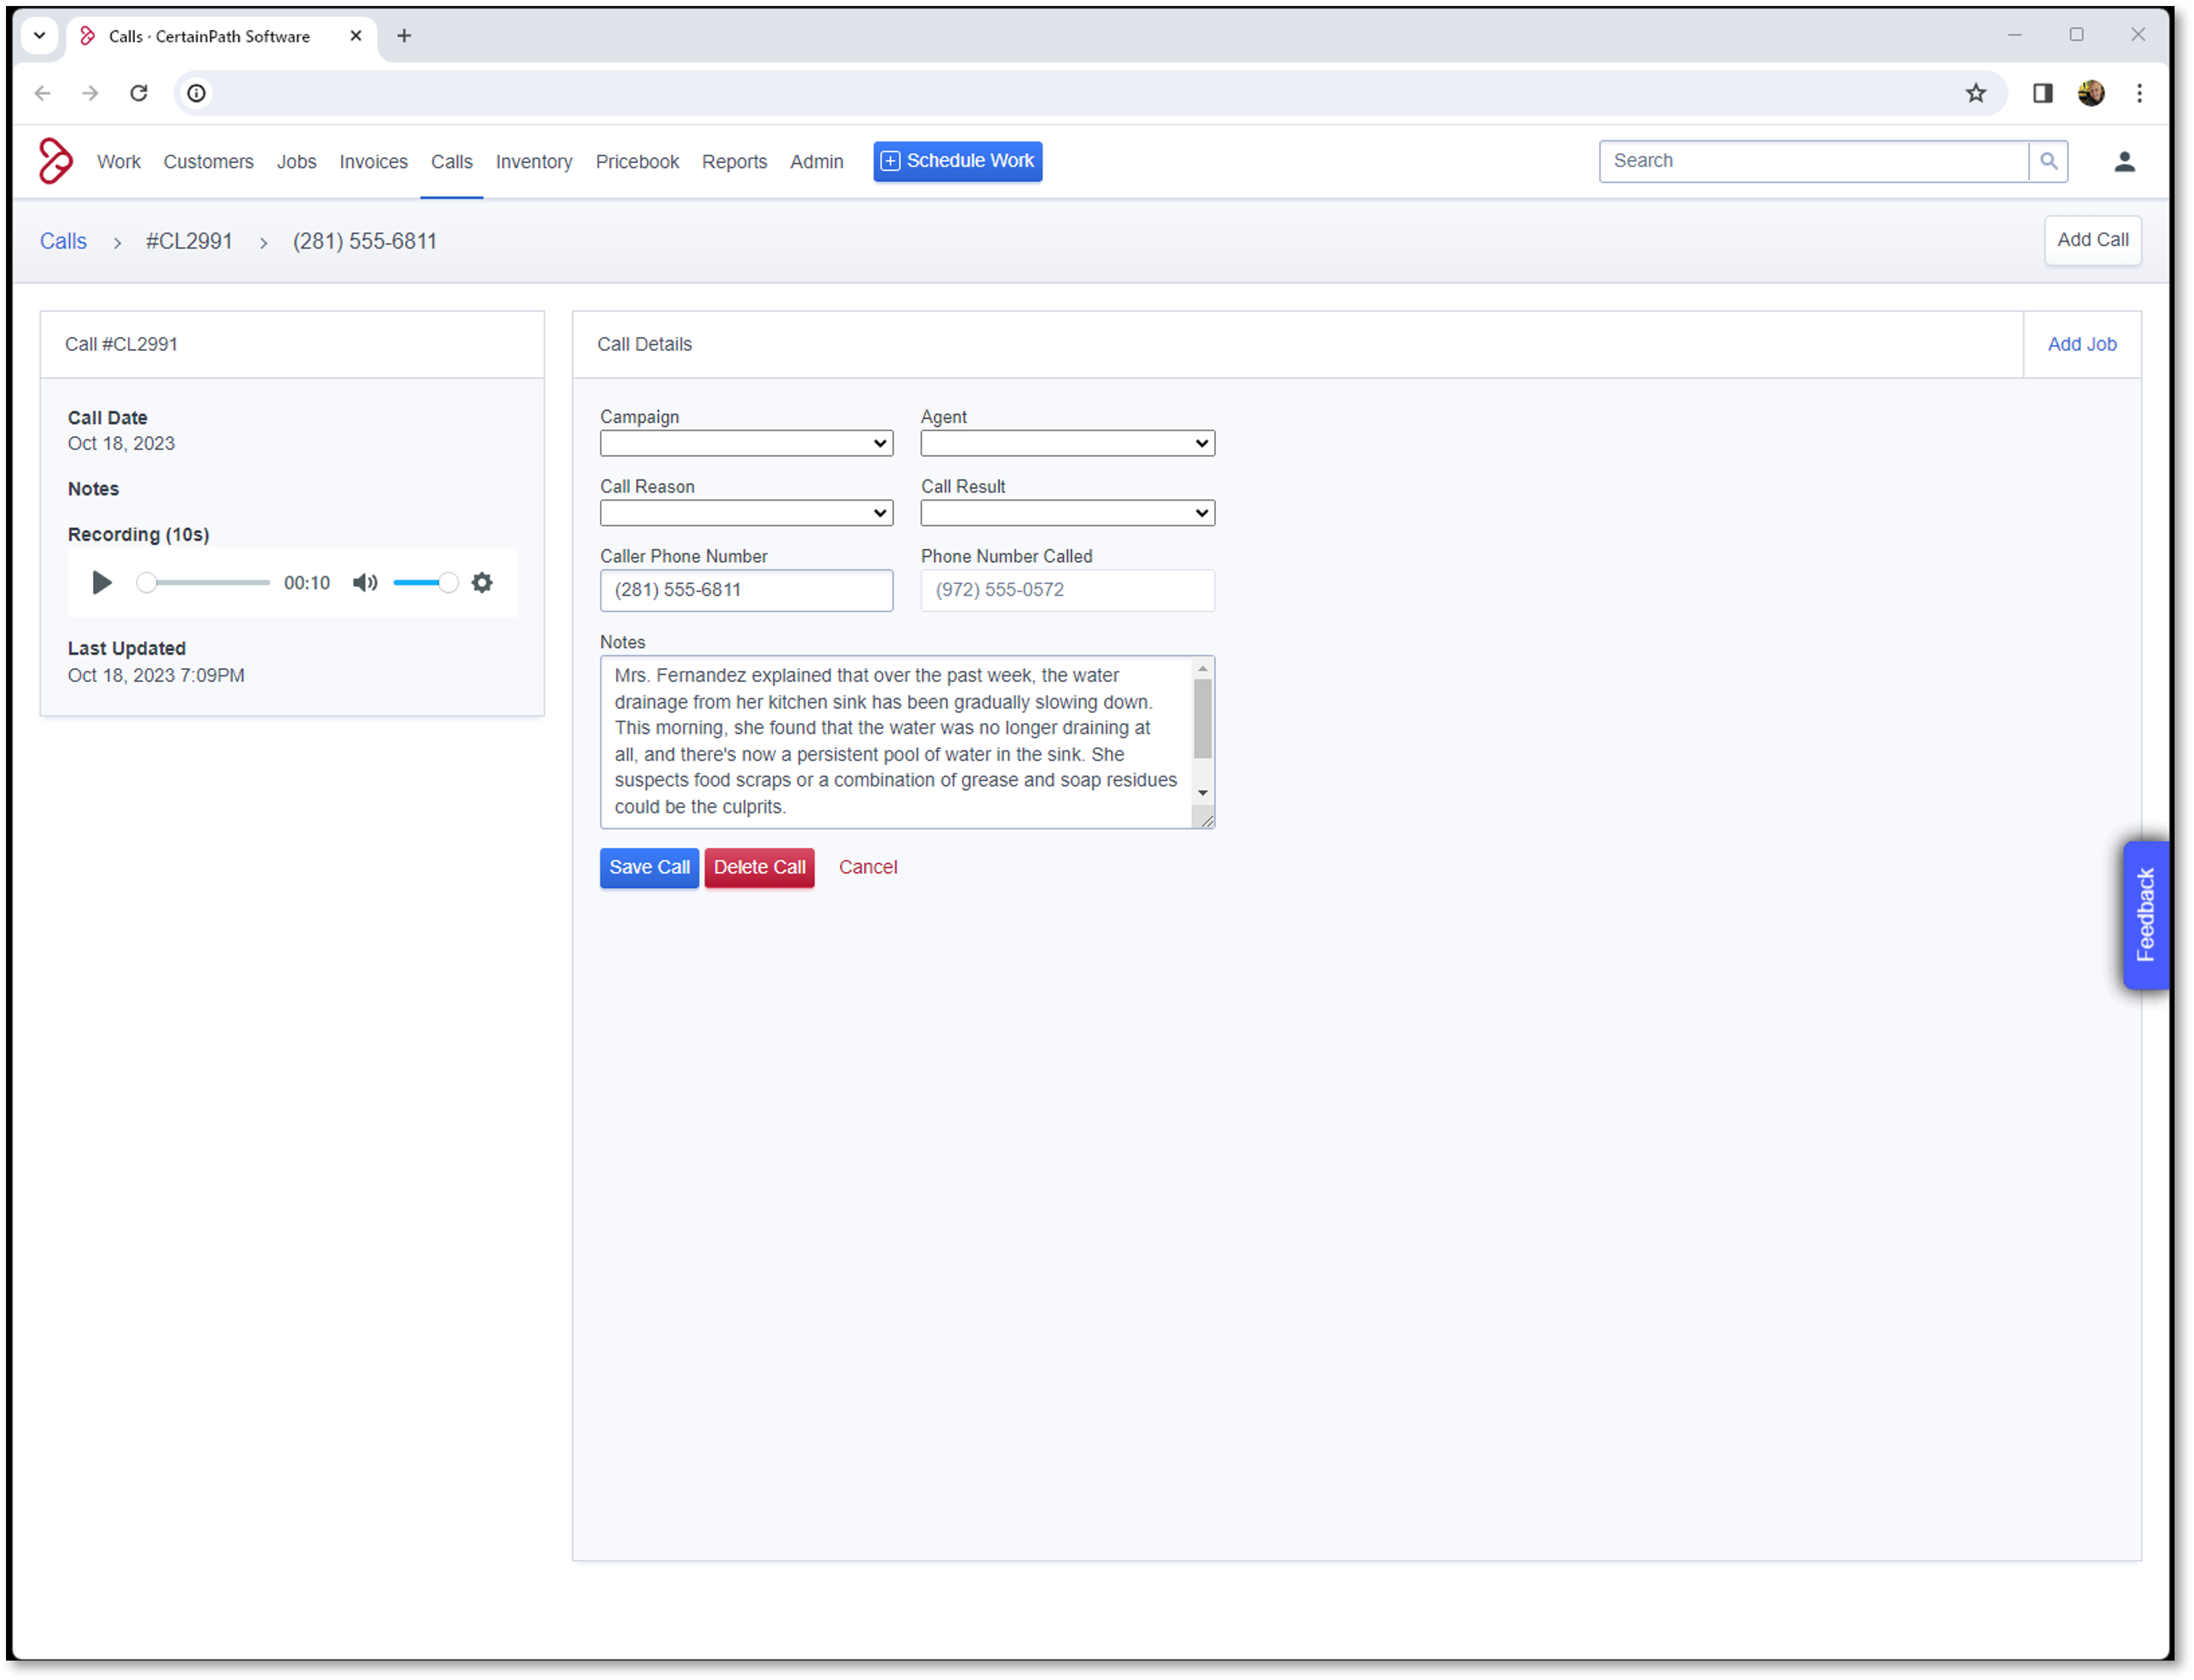 Calls · CertainPath Software
Work Customers Jobs Invoices Calls Inventory Pricebook Reports Admin Schedule Work Search
Calls > #CL2991 > (281) 555-6811 Add Call
Call #CL2991
Call Date
Oct 18, 2023
Notes
Recording (10s)
00:10
Last Updated
Oct 18, 2023 7:09PM
Call Details Add Job
Campaign Agent
Call Reason Call Result
Caller Phone Number Phone Number Called
(281) 555-6811 (972) 555-0572
Notes
Mrs. Fernandez explained that over the past week, the water
drainage from her kitchen sink has been gradually slowing down.
This morning, she found that the water was no longer draining at
all, and there's now a persistent pool of water in the sink. She
suspects food scraps or a combination of grease and soap residues
could be the culprits.
Save Call Delete Call Cancel
Feedback